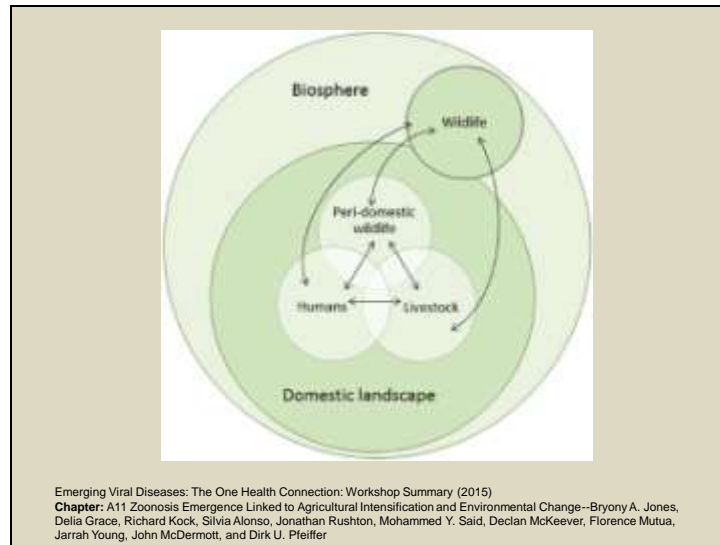 Biosphere
Wildlife
Peri-domestic
wildlife
Humans
Livestock
Domestic landscape
Emerging Viral Diseases: The One Health Connection: Workshop Summary (2015)
Chapter: A11 Zoonosis Emergence Linked to Agricultural Intensification and Environmental Change--Bryony A. Jones,
Delia Grace, Richard Kock, Silvia Alonso, Jonathan Rushton, Mohammed Y. Said, Declan McKeever, Florence Mutua,
Jarrah Young, John McDermott, and Dirk U. Pfeiffer